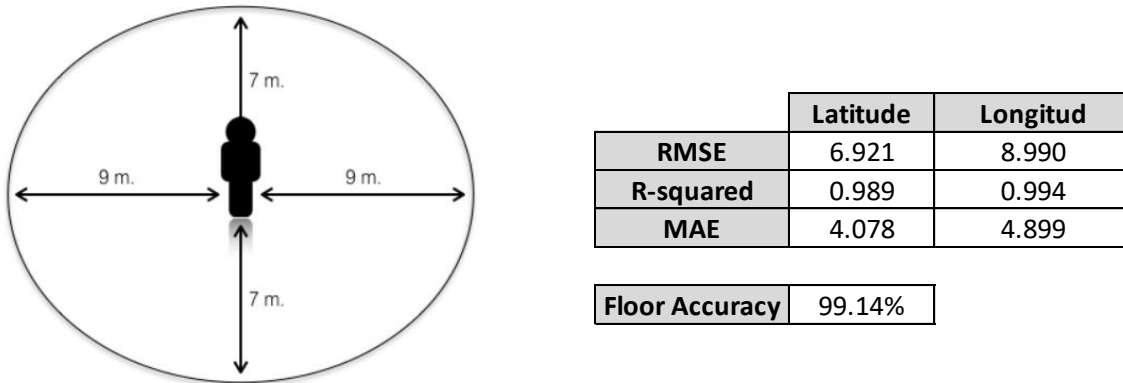 7 m.
9 m.
9 m.
7 m.
Latitude Longitud
RMSE 6.921 8.990
R-squared 0.989 0.994
MAE 4.078 4.899
Floor Accuracy 99.14%